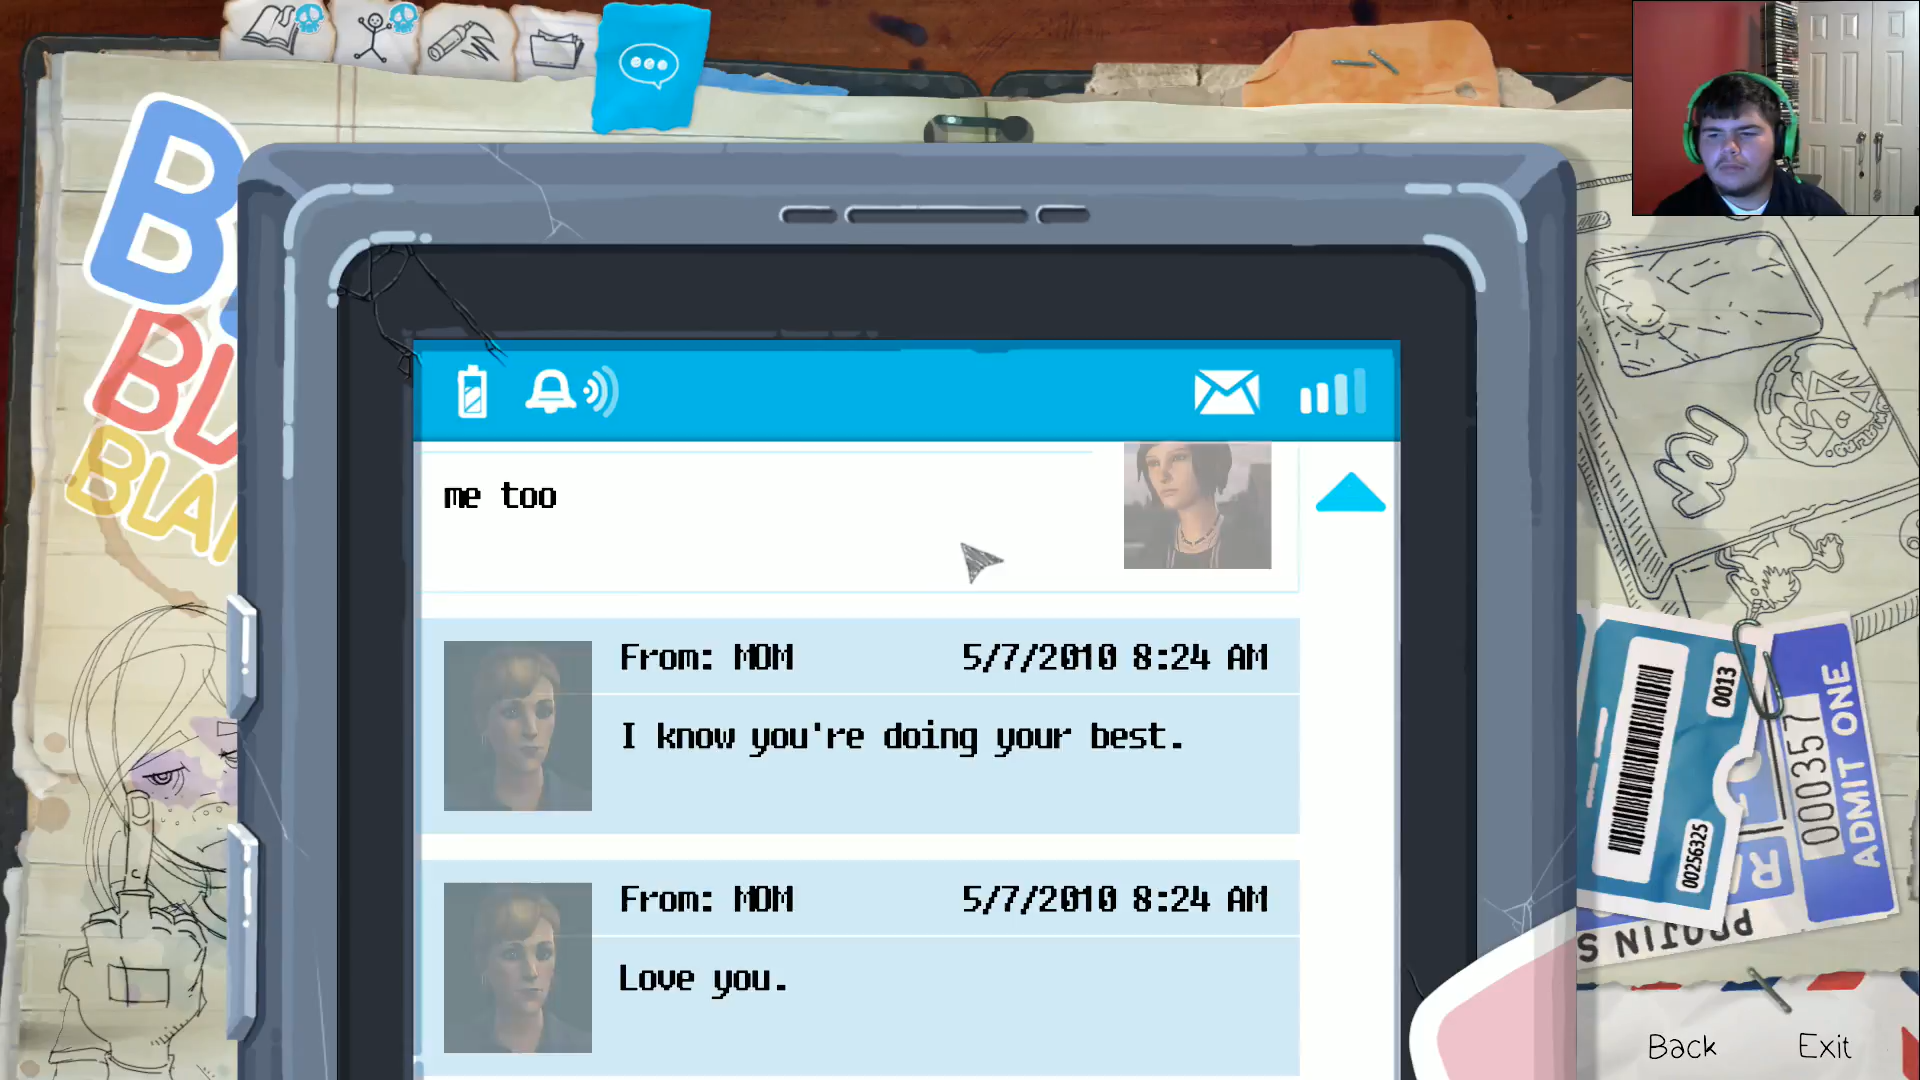 me too
From: MOM 5/7/2010 8:24 AM
I know you're doing your best.
From: MOM 5/7/2010 8:24 AM
Love you.
0013
00256325
000357
ADMIT ONE
Back Exit